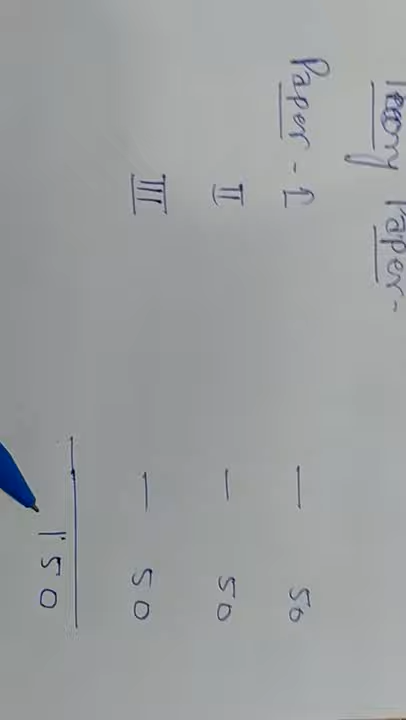 Theory Paper-
Paper - I — 50
II — 50
III — 50
150